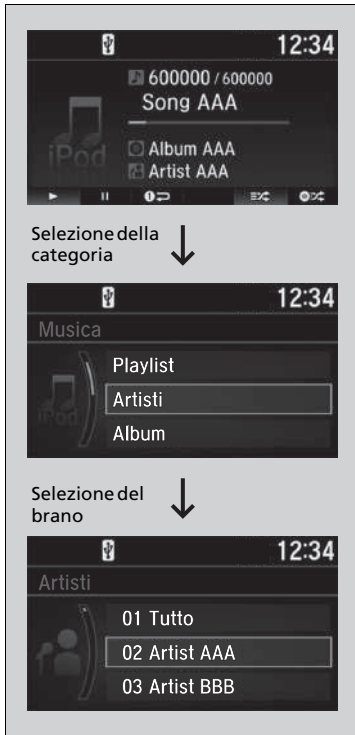 12:34
600000 / 600000
Song AAA
iPod
Album AAA
Artist AAA
Selezione della
categoria
12:34
Musica
Playlist
Artisti
iPod
Album
Selezione del
brano
12:34
Artisti
01 Tutto
02 Artist AAA
03 Artist BBB